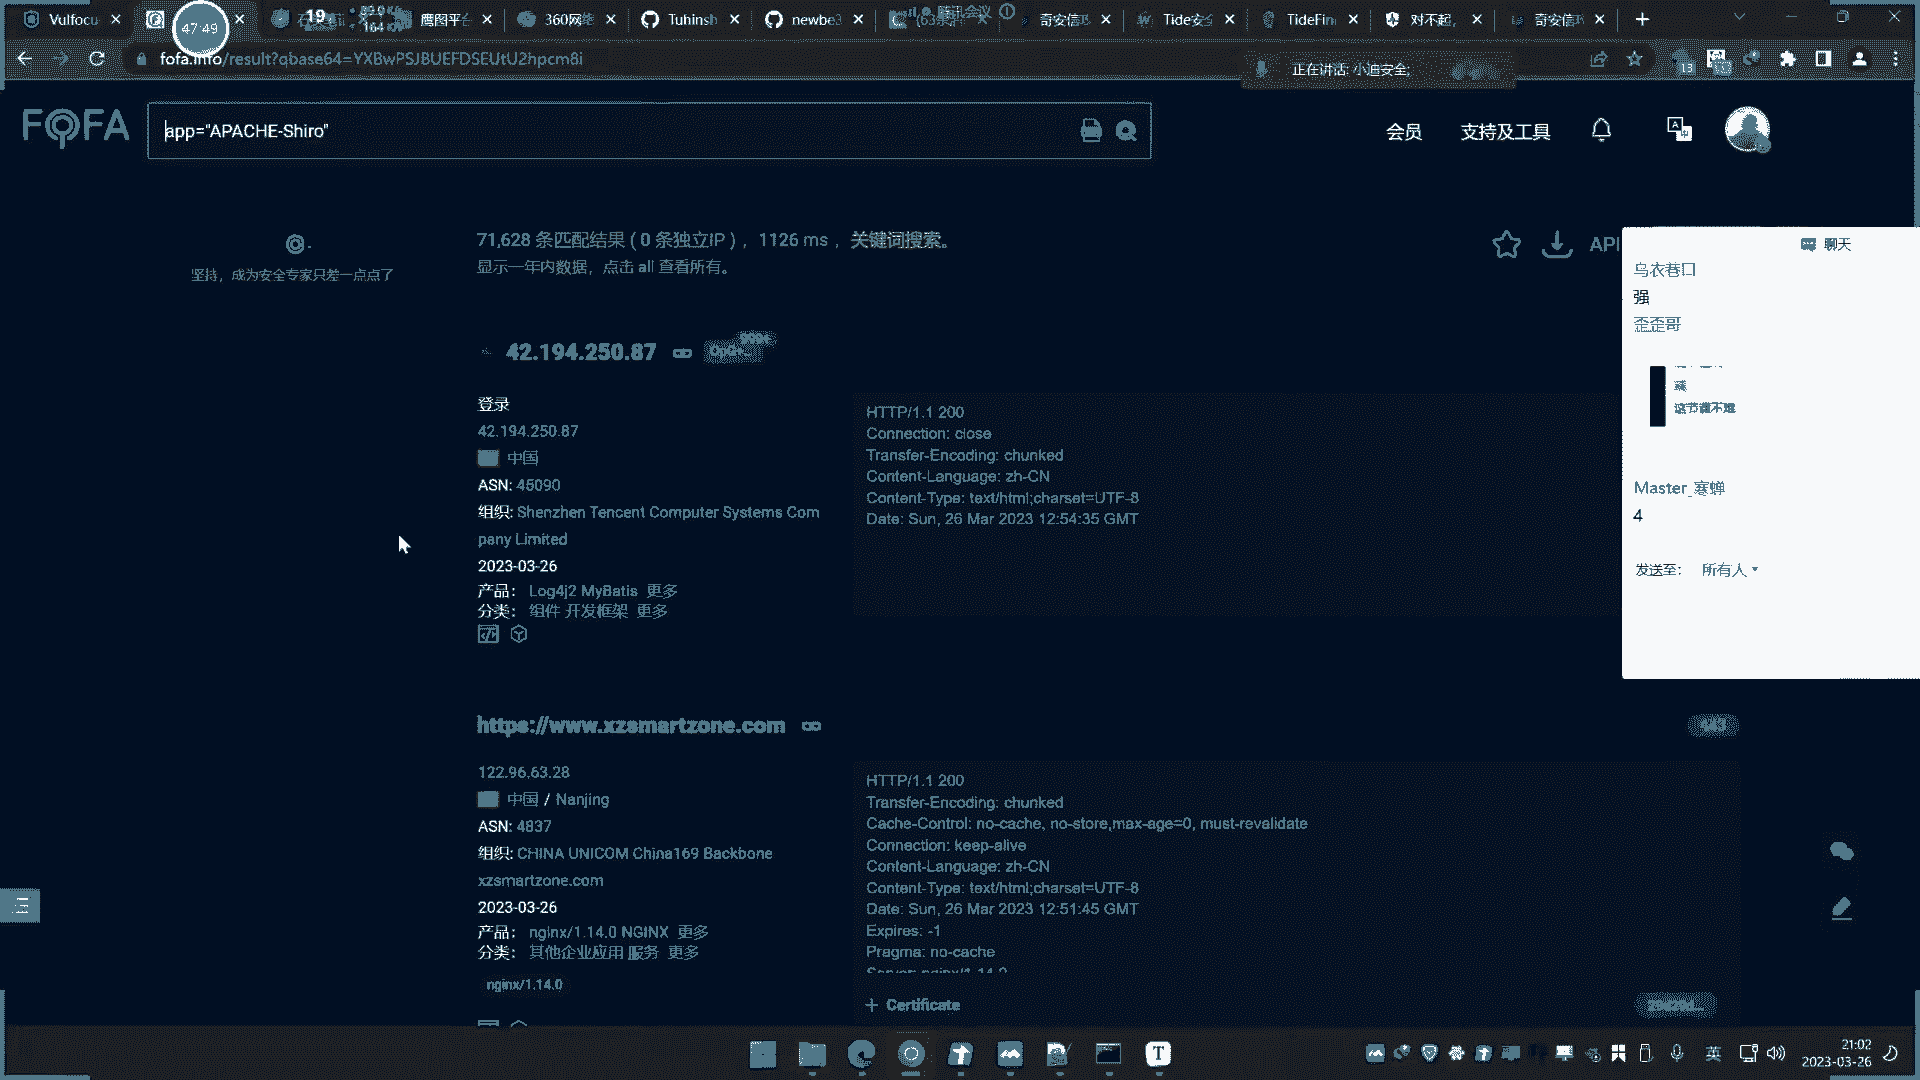 Vulfocu
47:49
19
鹰图平台
360网
Tuhinsh
newbe3
腾讯会议
奇安信
Tide安全
TideFin
对不起,
奇安信
fofa.info/result?qbase64=YXBwPSJBUEFDSEUtU2hpcm8i
正在讲话: 小迪安全;
13
FOFA
app="APACHE-Shiro"
会员
支持及工具
71,628 条匹配结果 ( 0 条独立IP ) ，1126 ms ，关键词搜索。
显示一年内数据，点击 all 查看所有。
坚持，成为安全专家只差一点点了
API
聊天
乌衣巷口
强
歪歪哥
这节课不难
Master_寒蝉
4
发送至：
所有人
42.194.250.87
登录
42.194.250.87
中国
ASN: 45090
组织: Shenzhen Tencent Computer Systems Com
pany Limited
2023-03-26
产品： Log4j2 MyBatis 更多
分类： 组件 开发框架 更多
HTTP/1.1 200
Connection: close
Transfer-Encoding: chunked
Content-Language: zh-CN
Content-Type: text/html;charset=UTF-8
Date: Sun, 26 Mar 2023 12:54:35 GMT
https://www.xzsmartzone.com
443
122.96.63.28
中国 / Nanjing
ASN: 4837
组织: CHINA UNICOM China169 Backbone
xzsmartzone.com
2023-03-26
产品： nginx/1.14.0 NGINX 更多
分类： 其他企业应用 服务 更多
nginx/1.14.0
HTTP/1.1 200
Transfer-Encoding: chunked
Cache-Control: no-cache, no-store,max-age=0, must-revalidate
Connection: keep-alive
Content-Language: zh-CN
Content-Type: text/html;charset=UTF-8
Date: Sun, 26 Mar 2023 12:51:45 GMT
Expires: -1
Pragma: no-cache
Server: nginx/1.14.0
+ Certificate
英
21:02
2023-03-26